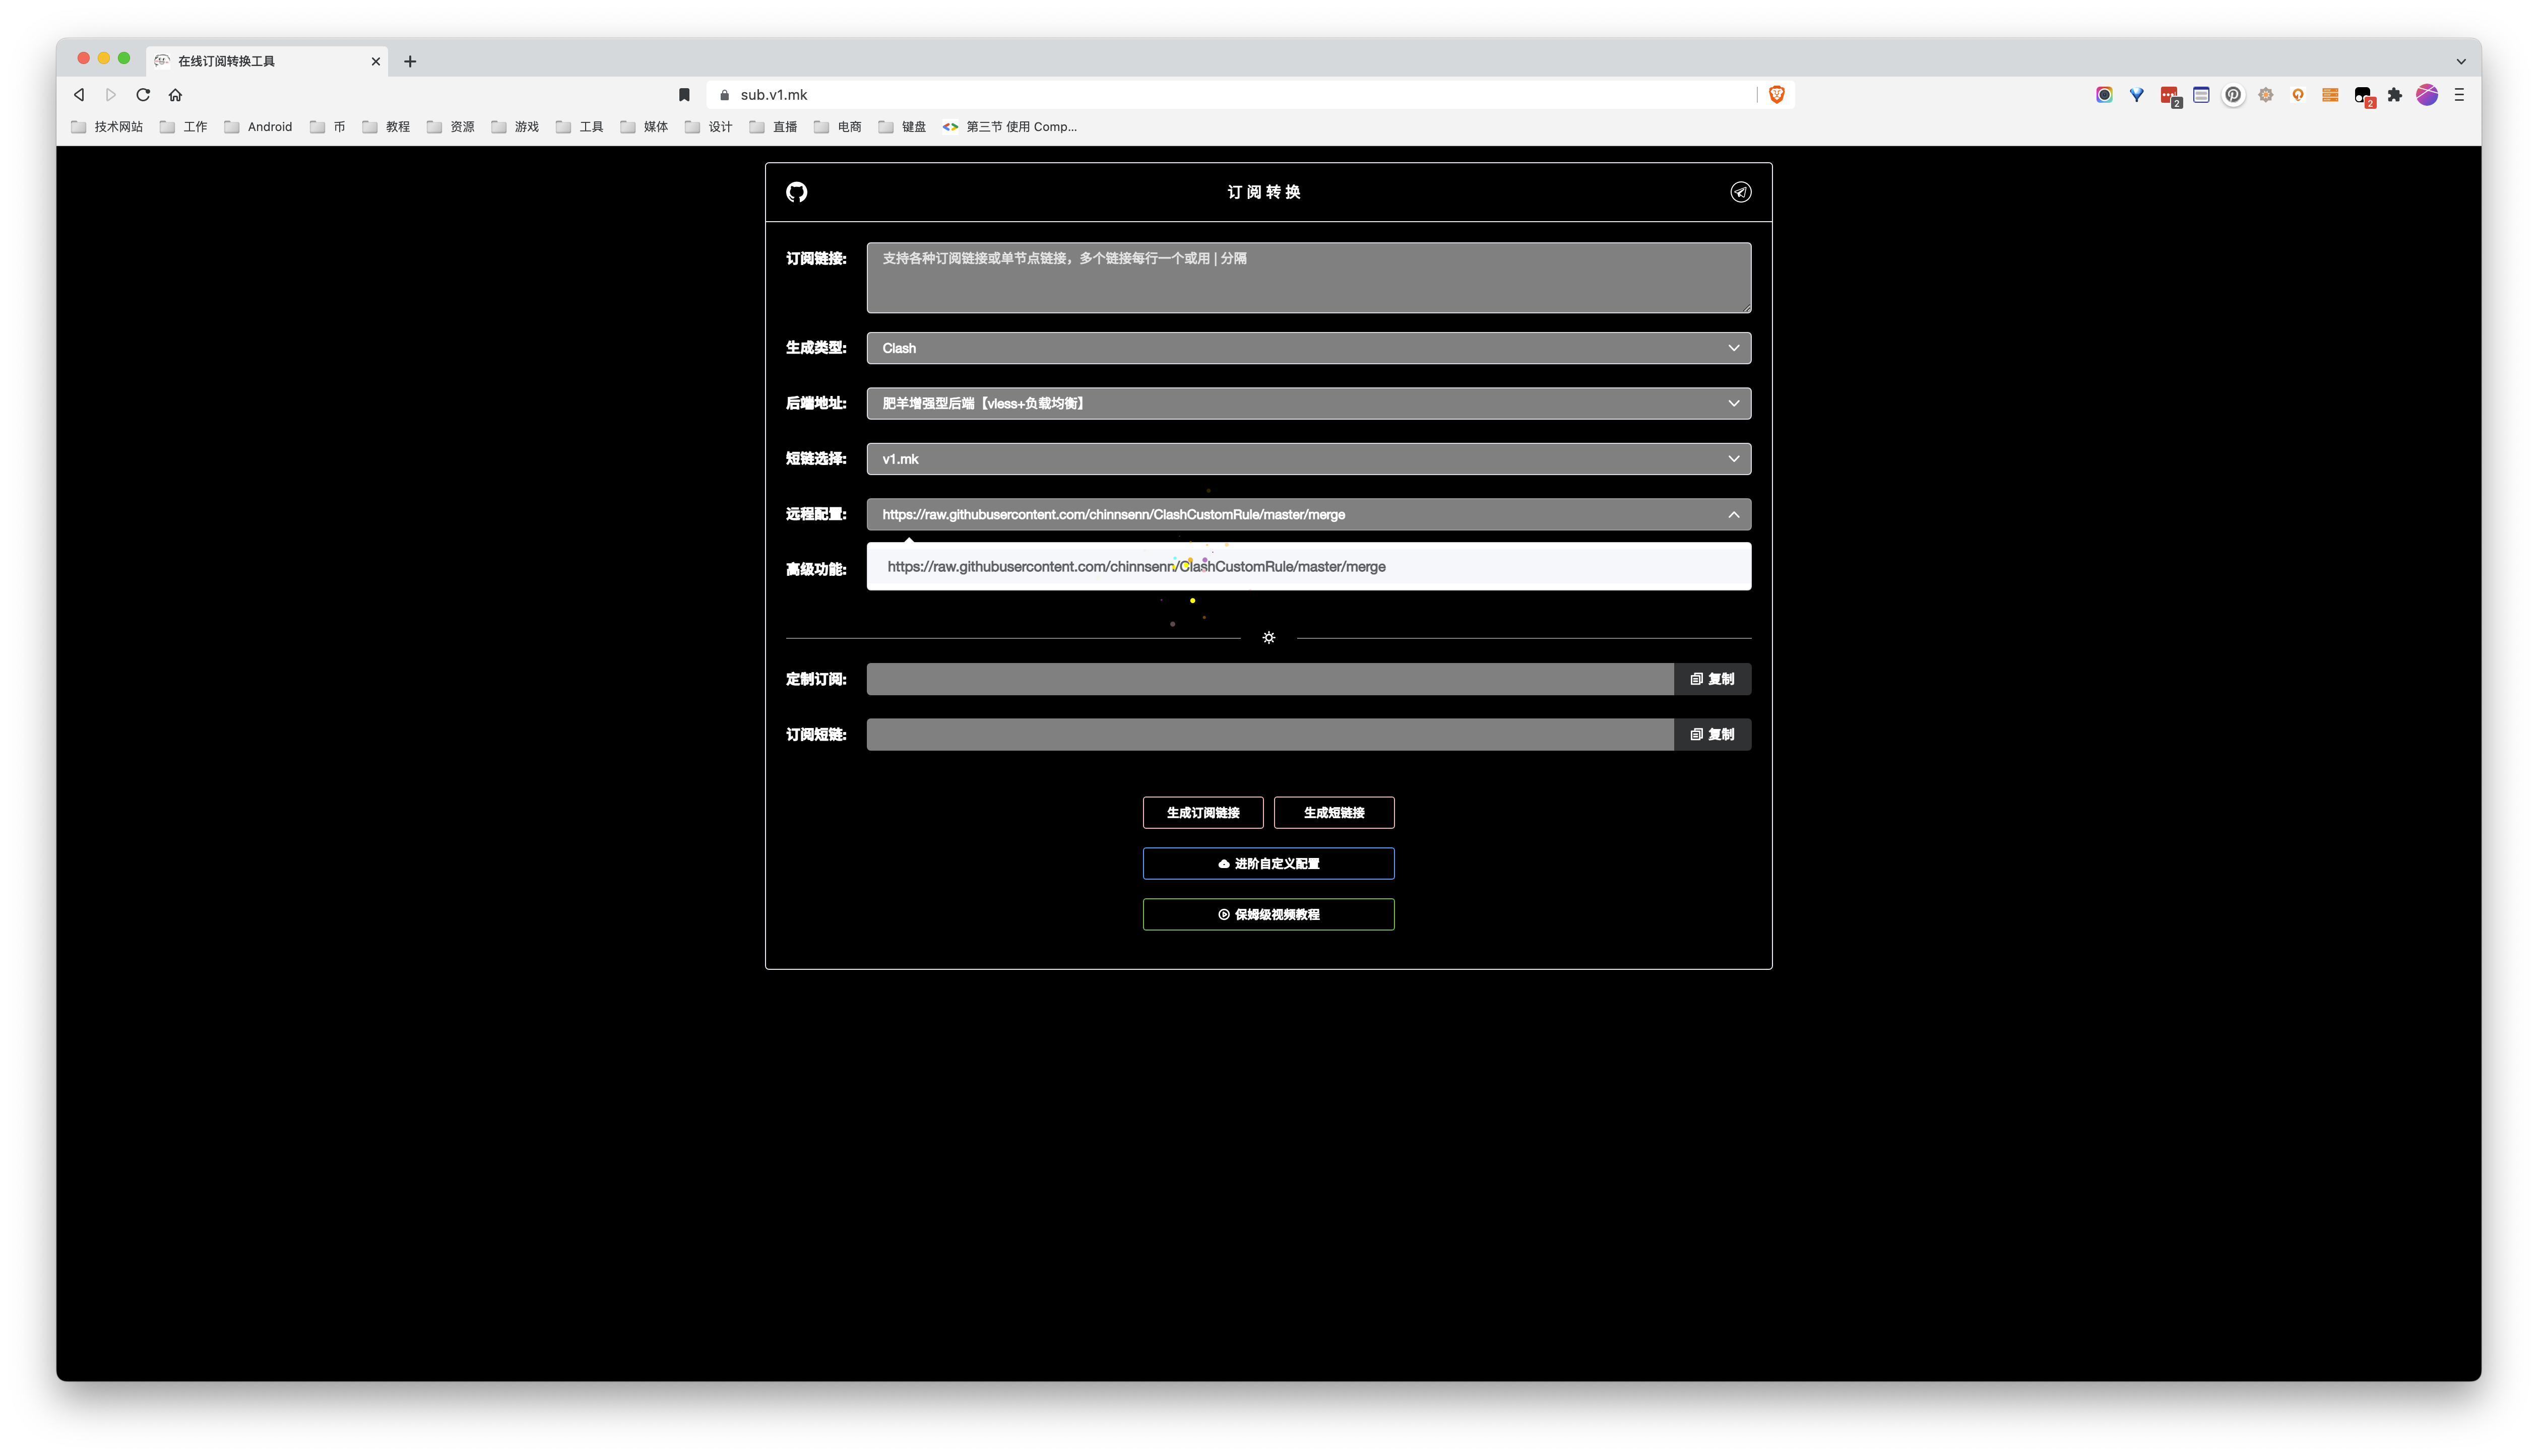 在线订阅转换工具
sub.v1.mk
2
2
技术网站 工作 Android 币 教程 资源 游戏 工具 媒体 设计 直播 电商 键盘 第三节 使用 Comp...
订阅转换
订阅链接: 支持各种订阅链接或单节点链接，多个链接每行一个或用 | 分隔
生成类型: Clash
后端地址: 肥羊增强型后端【vless+负载均衡】
短链选择: v1.mk
远程配置: https://raw.githubusercontent.com/chinnsenn/ClashCustomRule/master/merge
高级功能: https://raw.githubusercontent.com/chinnsenn/ClashCustomRule/master/merge
定制订阅: 复制
订阅短链: 复制
生成订阅链接 生成短链接
进阶自定义配置
保姆级视频教程